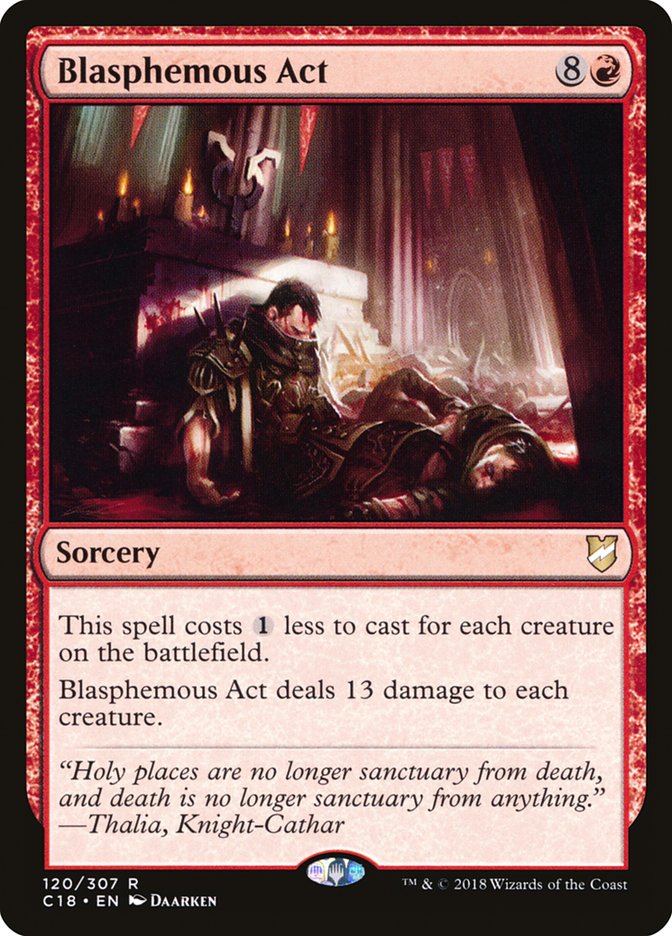 Blasphemous Act 8
Sorcery
This spell costs 1 less to cast for each creature
on the battlefield.
Blasphemous Act deals 13 damage to each
creature.
“Holy places are no longer sanctuary from death,
and death is no longer sanctuary from anything.”
—Thalia, Knight-Cathar
120/307 R
C18 • EN DAARKEN
™ & © 2018 Wizards of the Coast